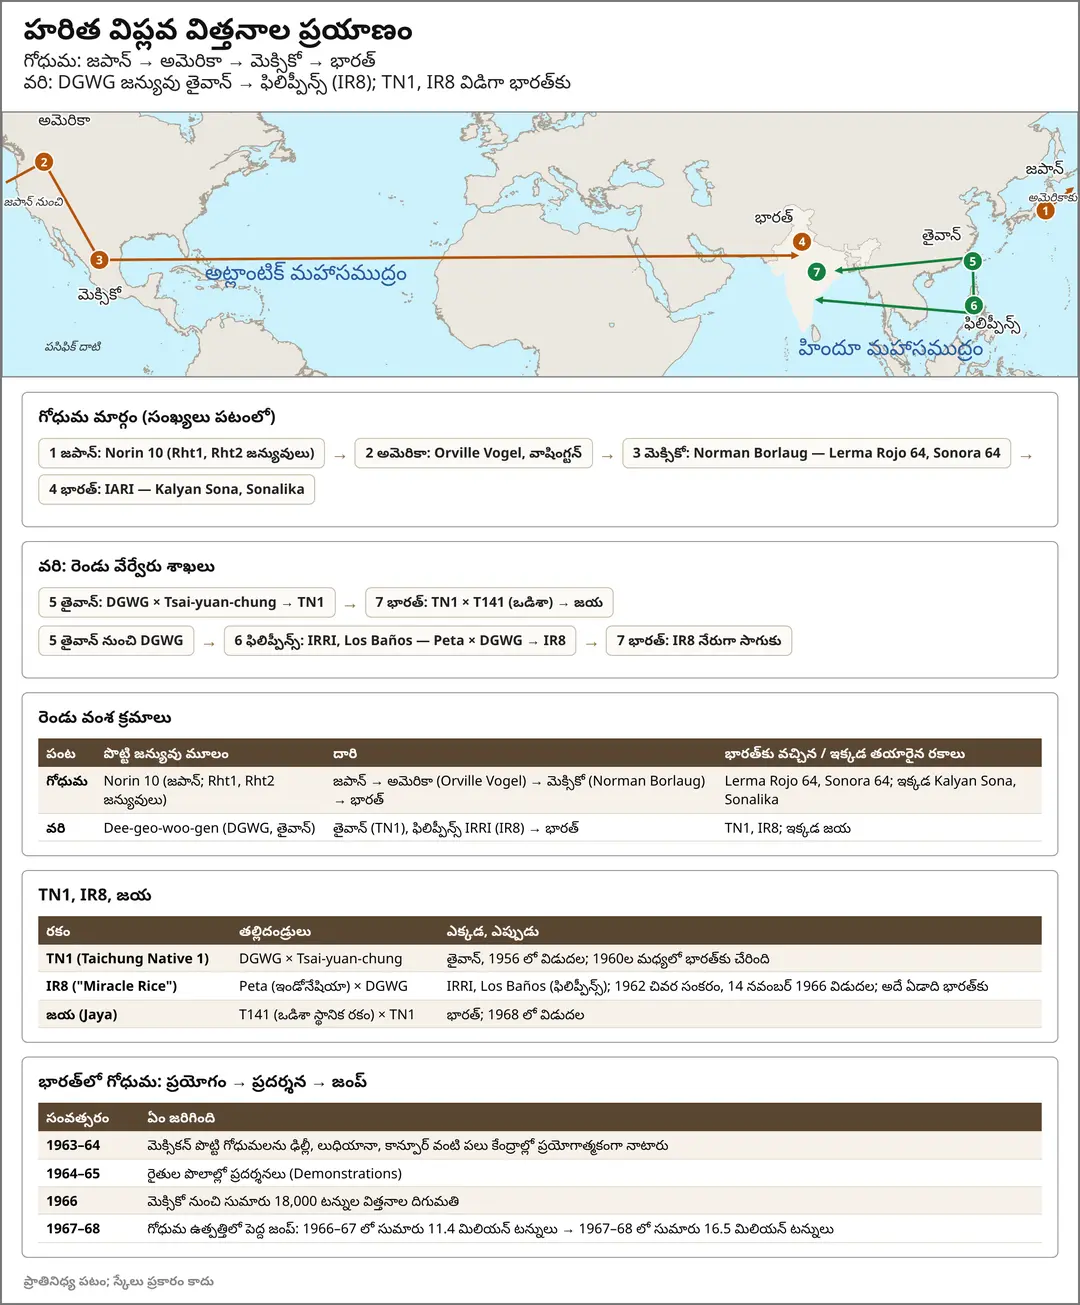 హరిత విప్లవ విత్తనాల ప్రయాణం
గోధుమ: జపాన్ → అమెరికా → మెక్సికో → భారత్
వరి: DGWG జన్యువు తైవాన్ → ఫిలిప్పీన్స్ (IR8); TN1, IR8 విడిగా భారత్‌కు
అమెరికా
2
జపాన్ నుంచి
3
మెక్సికో
పసిఫిక్ దాటి
అట్లాంటిక్ మహాసముద్రం
భారత్
4
7
తైవాన్
5
6
ఫిలిప్పీన్స్
హిందూ మహాసముద్రం
జపాన్
అమెరికాకు
1
గోధుమ మార్గం (సంఖ్యలు పటంలో)
1 జపాన్: Norin 10 (Rht1, Rht2 జన్యువులు) → 2 అమెరికా: Orville Vogel, వాషింగ్టన్ → 3 మెక్సికో: Norman Borlaug — Lerma Rojo 64, Sonora 64 →
4 భారత్: IARI — Kalyan Sona, Sonalika
వరి: రెండు వేర్వేరు శాఖలు
5 తైవాన్: DGWG × Tsai-yuan-chung → TN1 → 7 భారత్: TN1 × T141 (ఒడిశా) → జయ
5 తైవాన్ నుంచి DGWG → 6 ఫిలిప్పీన్స్: IRRI, Los Baños — Peta × DGWG → IR8 → 7 భారత్: IR8 నేరుగా సాగుకు
రెండు వంశ క్రమాలు
పంట పొట్టి జన్యువు మూలం దారి భారత్‌కు వచ్చిన / ఇక్కడ తయారైన రకాలు
గోధుమ Norin 10 (జపాన్; Rht1, Rht2 జన్యువులు) జపాన్ → అమెరికా (Orville Vogel) → మెక్సికో (Norman Borlaug) → భారత్ Lerma Rojo 64, Sonora 64; ఇక్కడ Kalyan Sona, Sonalika
వరి Dee-geo-woo-gen (DGWG, తైవాన్) తైవాన్ (TN1), ఫిలిప్పీన్స్ IRRI (IR8) → భారత్ TN1, IR8; ఇక్కడ జయ
TN1, IR8, జయ
రకం తల్లిదండ్రులు ఎక్కడ, ఎప్పుడు
TN1 (Taichung Native 1) DGWG × Tsai-yuan-chung తైవాన్, 1956 లో విడుదల; 1960ల మధ్యలో భారత్‌కు చేరింది
IR8 ("Miracle Rice") Peta (ఇండోనేషియా) × DGWG IRRI, Los Baños (ఫిలిప్పీన్స్); 1962 చివర సంకరం, 14 నవంబర్ 1966 విడుదల; అదే ఏడాది భారత్‌కు
జయ (Jaya) T141 (ఒడిశా స్థానిక రకం) × TN1 భారత్; 1968 లో విడుదల
భారత్‌లో గోధుమ: ప్రయోగం → ప్రదర్శన → జంప్
సంవత్సరం ఏం జరిగింది
1963–64 మెక్సికన్ పొట్టి గోధుమలను ఢిల్లీ, లుధియానా, కాన్పూర్ వంటి పలు కేంద్రాల్లో ప్రయోగాత్మకంగా నాటారు
1964–65 రైతుల పొలాల్లో ప్రదర్శనలు (Demonstrations)
1966 మెక్సికో నుంచి సుమారు 18,000 టన్నుల విత్తనాల దిగుమతి
1967–68 గోధుమ ఉత్పత్తిలో పెద్ద జంప్: 1966–67 లో సుమారు 11.4 మిలియన్ టన్నులు → 1967–68 లో సుమారు 16.5 మిలియన్ టన్నులు
ప్రాతినిధ్య పటం; స్కేలు ప్రకారం కాదు